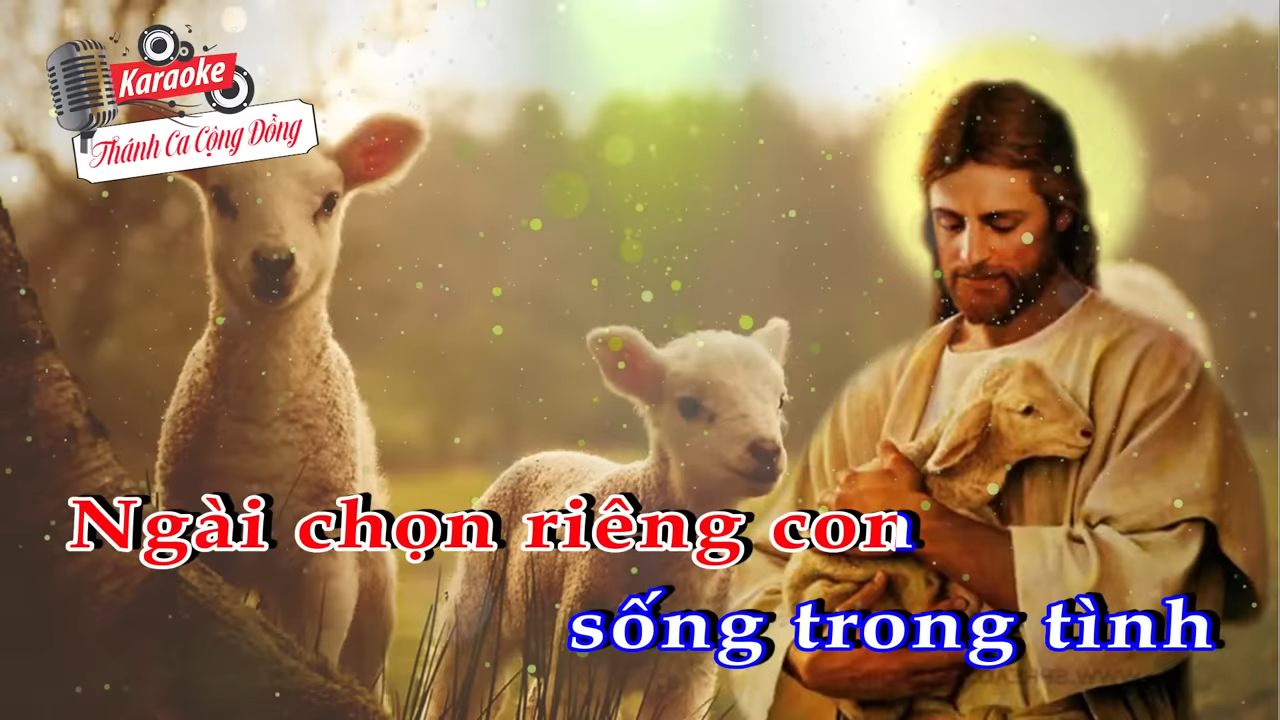 Karaoke
Thánh Ca Cộng Đồng
Ngài chọn riêng con
sống trong tình